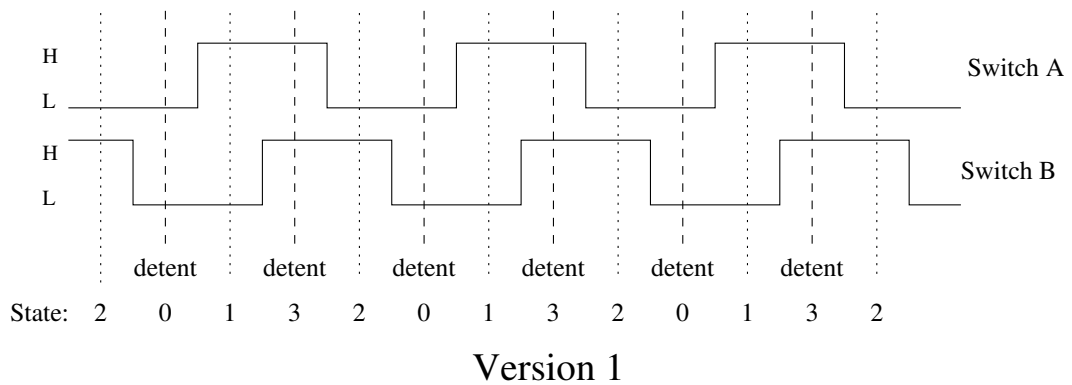 H
L
Switch A
H
L
Switch B
detent detent detent detent detent detent
State: 2 0 1 3 2 0 1 3 2 0 1 3 2
Version 1